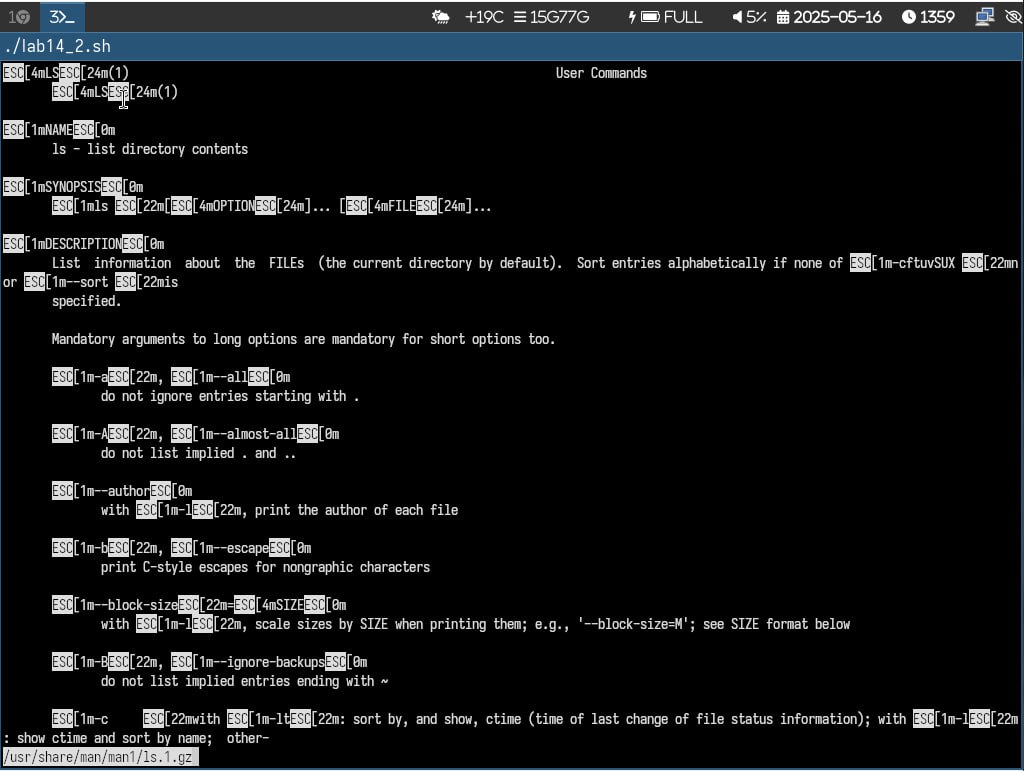 1
3>_
+19C
15G77G
FULL
5%
2025-05-16
1359
./lab14_2.sh
ESC[4mLSESC[24m(1) User Commands
ESC[4mLSESC[24m(1)
ESC[1mNAMEESC[0m
ls - list directory contents
ESC[1mSYNOPSISESC[0m
ESC[1mls ESC[22m[ESC[4mOPTIONESC[24m]... [ESC[4mFILEESC[24m]...
ESC[1mDESCRIPTIONESC[0m
List information about the FILEs (the current directory by default). Sort entries alphabetically if none of ESC[1m-cftuvSUX ESC[22mn
or ESC[1m--sort ESC[22mis
specified.
Mandatory arguments to long options are mandatory for short options too.
ESC[1m-aESC[22m, ESC[1m--allESC[0m
do not ignore entries starting with .
ESC[1m-AESC[22m, ESC[1m--almost-allESC[0m
do not list implied . and ..
ESC[1m--authorESC[0m
with ESC[1m-lESC[22m, print the author of each file
ESC[1m-bESC[22m, ESC[1m--escapeESC[0m
print C-style escapes for nongraphic characters
ESC[1m--block-sizeESC[22m=ESC[4mSIZEESC[0m
with ESC[1m-lESC[22m, scale sizes by SIZE when printing them; e.g., '--block-size=M'; see SIZE format below
ESC[1m-BESC[22m, ESC[1m--ignore-backupsESC[0m
do not list implied entries ending with ~
ESC[1m-c ESC[22mwith ESC[1m-ltESC[22m: sort by, and show, ctime (time of last change of file status information); with ESC[1m-lESC[22m
: show ctime and sort by name; other-
/usr/share/man/man1/ls.1.gz